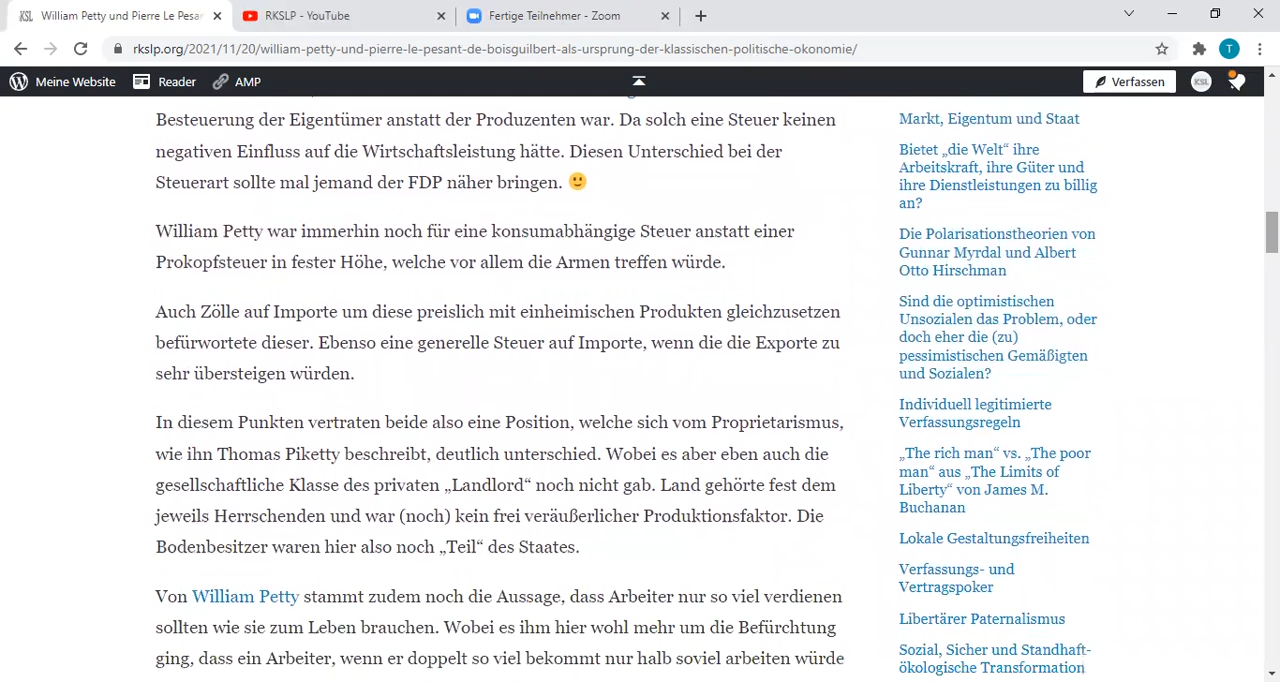 William Petty und Pierre Le Pesan
RKSLP - YouTube
Fertige Teilnehmer - Zoom
rkslp.org/2021/11/20/william-petty-und-pierre-le-pesant-de-boisguilbert-als-ursprung-der-klassischen-politische-okonomie/
T
Meine Website
Reader
AMP
Verfassen
KSL
Besteuerung der Eigentümer anstatt der Produzenten war. Da solch eine Steuer keinen
negativen Einfluss auf die Wirtschaftsleistung hätte. Diesen Unterschied bei der
Steuerart sollte mal jemand der FDP näher bringen. 🙂
William Petty war immerhin noch für eine konsumabhängige Steuer anstatt einer
Prokopfsteuer in fester Höhe, welche vor allem die Armen treffen würde.
Auch Zölle auf Importe um diese preislich mit einheimischen Produkten gleichzusetzen
befürwortete dieser. Ebenso eine generelle Steuer auf Importe, wenn die die Exporte zu
sehr übersteigen würden.
In diesem Punkten vertraten beide also eine Position, welche sich vom Proprietarismus,
wie ihn Thomas Piketty beschreibt, deutlich unterschied. Wobei es aber eben auch die
gesellschaftliche Klasse des privaten „Landlord“ noch nicht gab. Land gehörte fest dem
jeweils Herrschenden und war (noch) kein frei veräußerlicher Produktionsfaktor. Die
Bodenbesitzer waren hier also noch „Teil“ des Staates.
Von William Petty stammt zudem noch die Aussage, dass Arbeiter nur so viel verdienen
sollten wie sie zum Leben brauchen. Wobei es ihm hier wohl mehr um die Befürchtung
ging, dass ein Arbeiter, wenn er doppelt so viel bekommt nur halb soviel arbeiten würde
Markt, Eigentum und Staat
Bietet „die Welt“ ihre
Arbeitskraft, ihre Güter und
ihre Dienstleistungen zu billig
an?
Die Polarisationstheorien von
Gunnar Myrdal und Albert
Otto Hirschman
Sind die optimistischen
Unsozialen das Problem, oder
doch eher die (zu)
pessimistischen Gemäßigten
und Sozialen?
Individuell legitimierte
Verfassungsregeln
„The rich man“ vs. „The poor
man“ aus „The Limits of
Liberty“ von James M.
Buchanan
Lokale Gestaltungsfreiheiten
Verfassungs- und
Vertragspoker
Libertärer Paternalismus
Sozial, Sicher und Standhaft-
ökologische Transformation